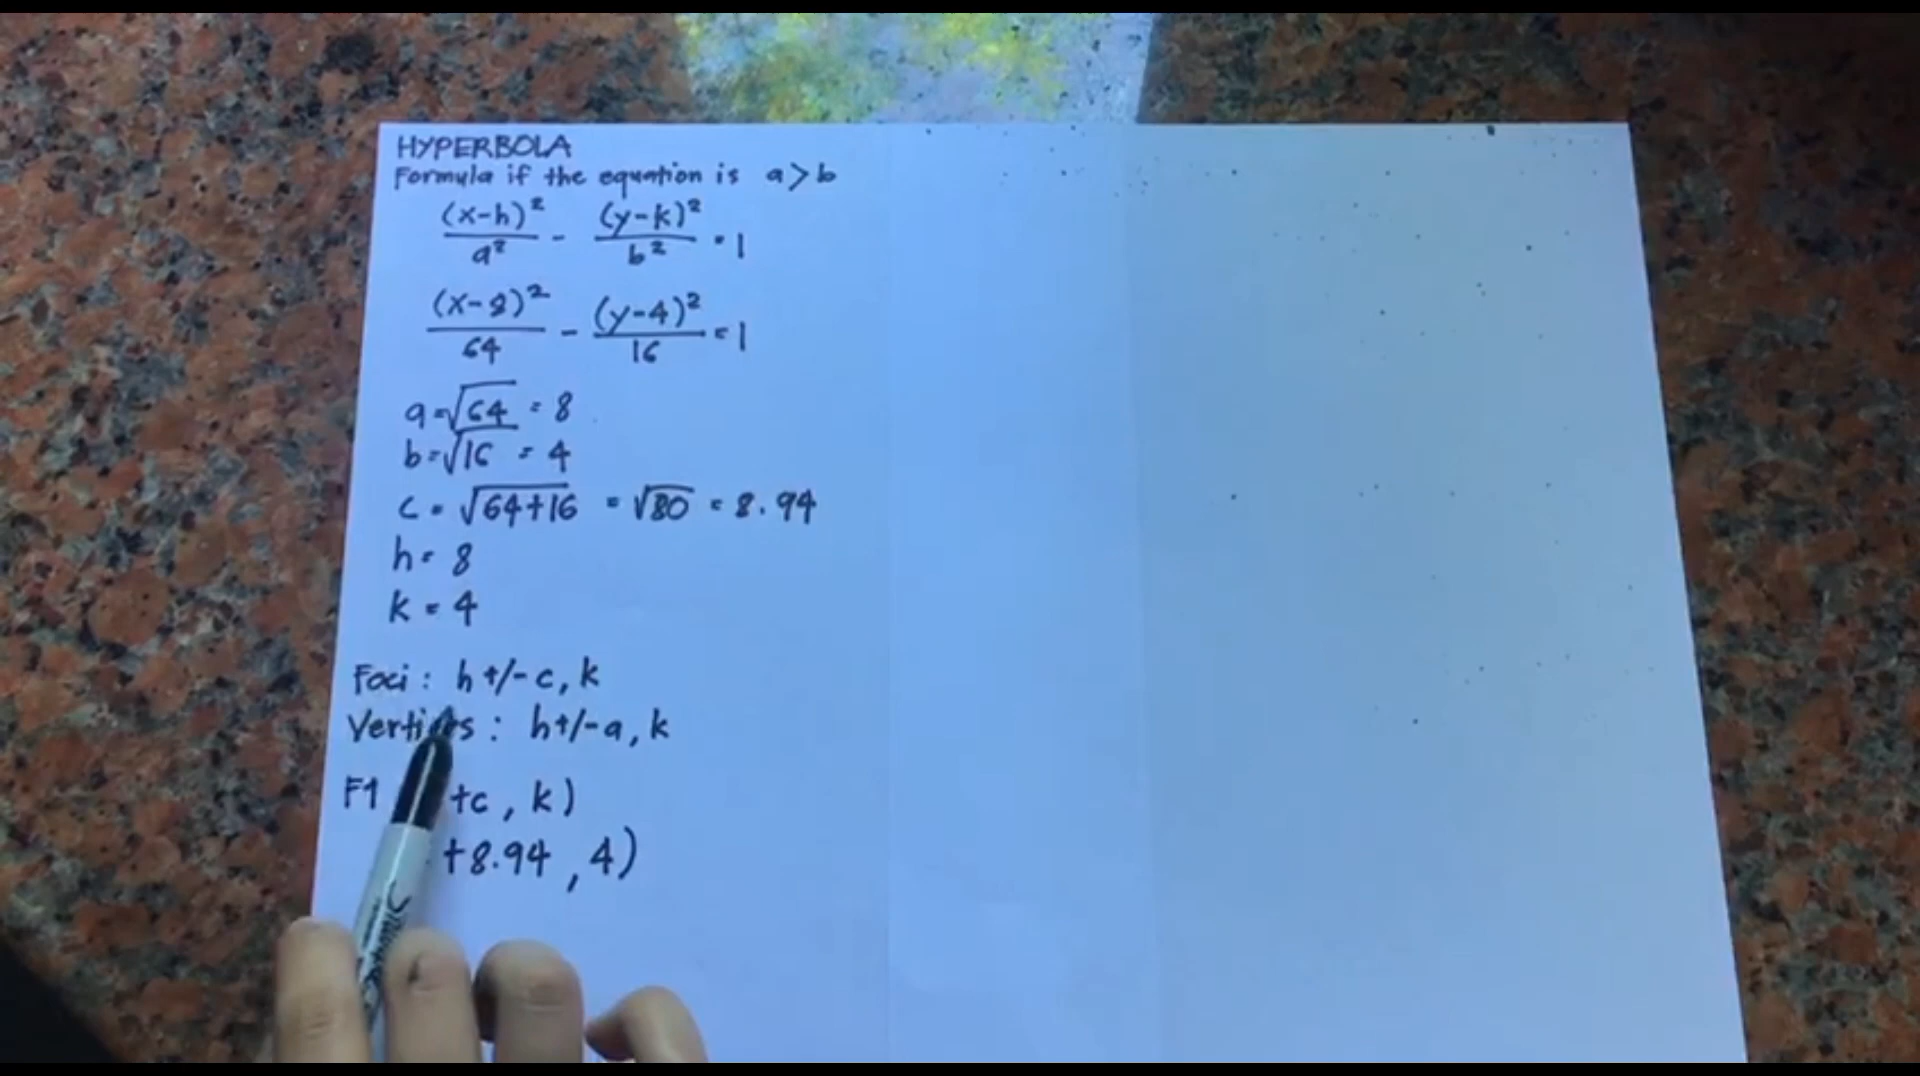 HYPERBOLA
Formula if the equation is a > b
(x-h)²/a² - (y-k)²/b² = 1
(x-8)²/64 - (y-4)²/16 = 1
a = √64 = 8
b = √16 = 4
c = √64+16 = √80 = 8.94
h = 8
k = 4
Foci : h +/- c, k
Vertices : h +/- a, k
F1 +c , k)
+8.94 , 4)